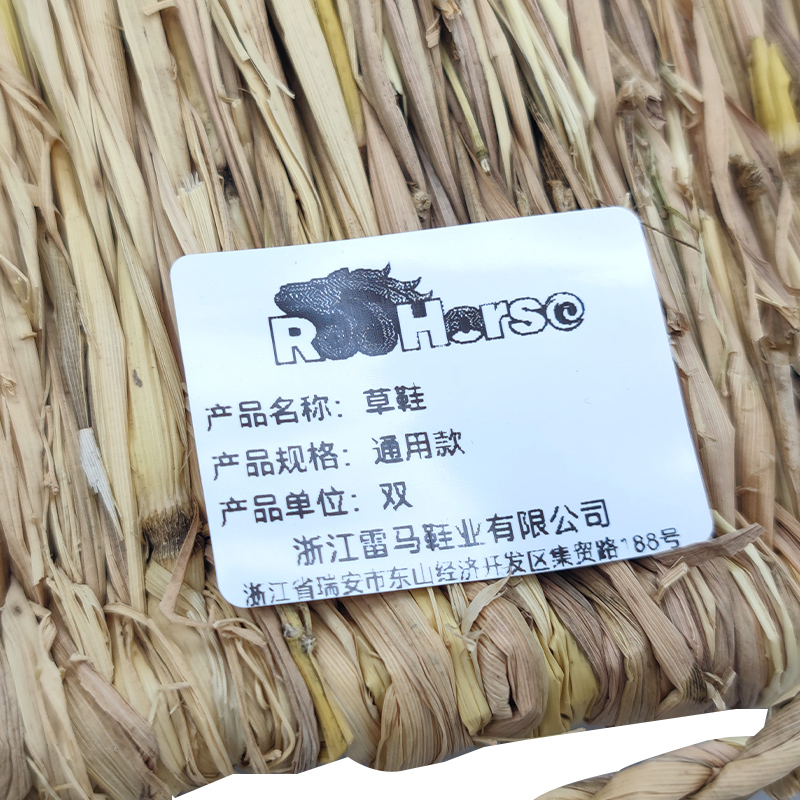 RooHorse
产品名称：草鞋
产品规格：通用款
产品单位：双
浙江雷马鞋业有限公司
浙江省瑞安市东山经济开发区集贸路188号